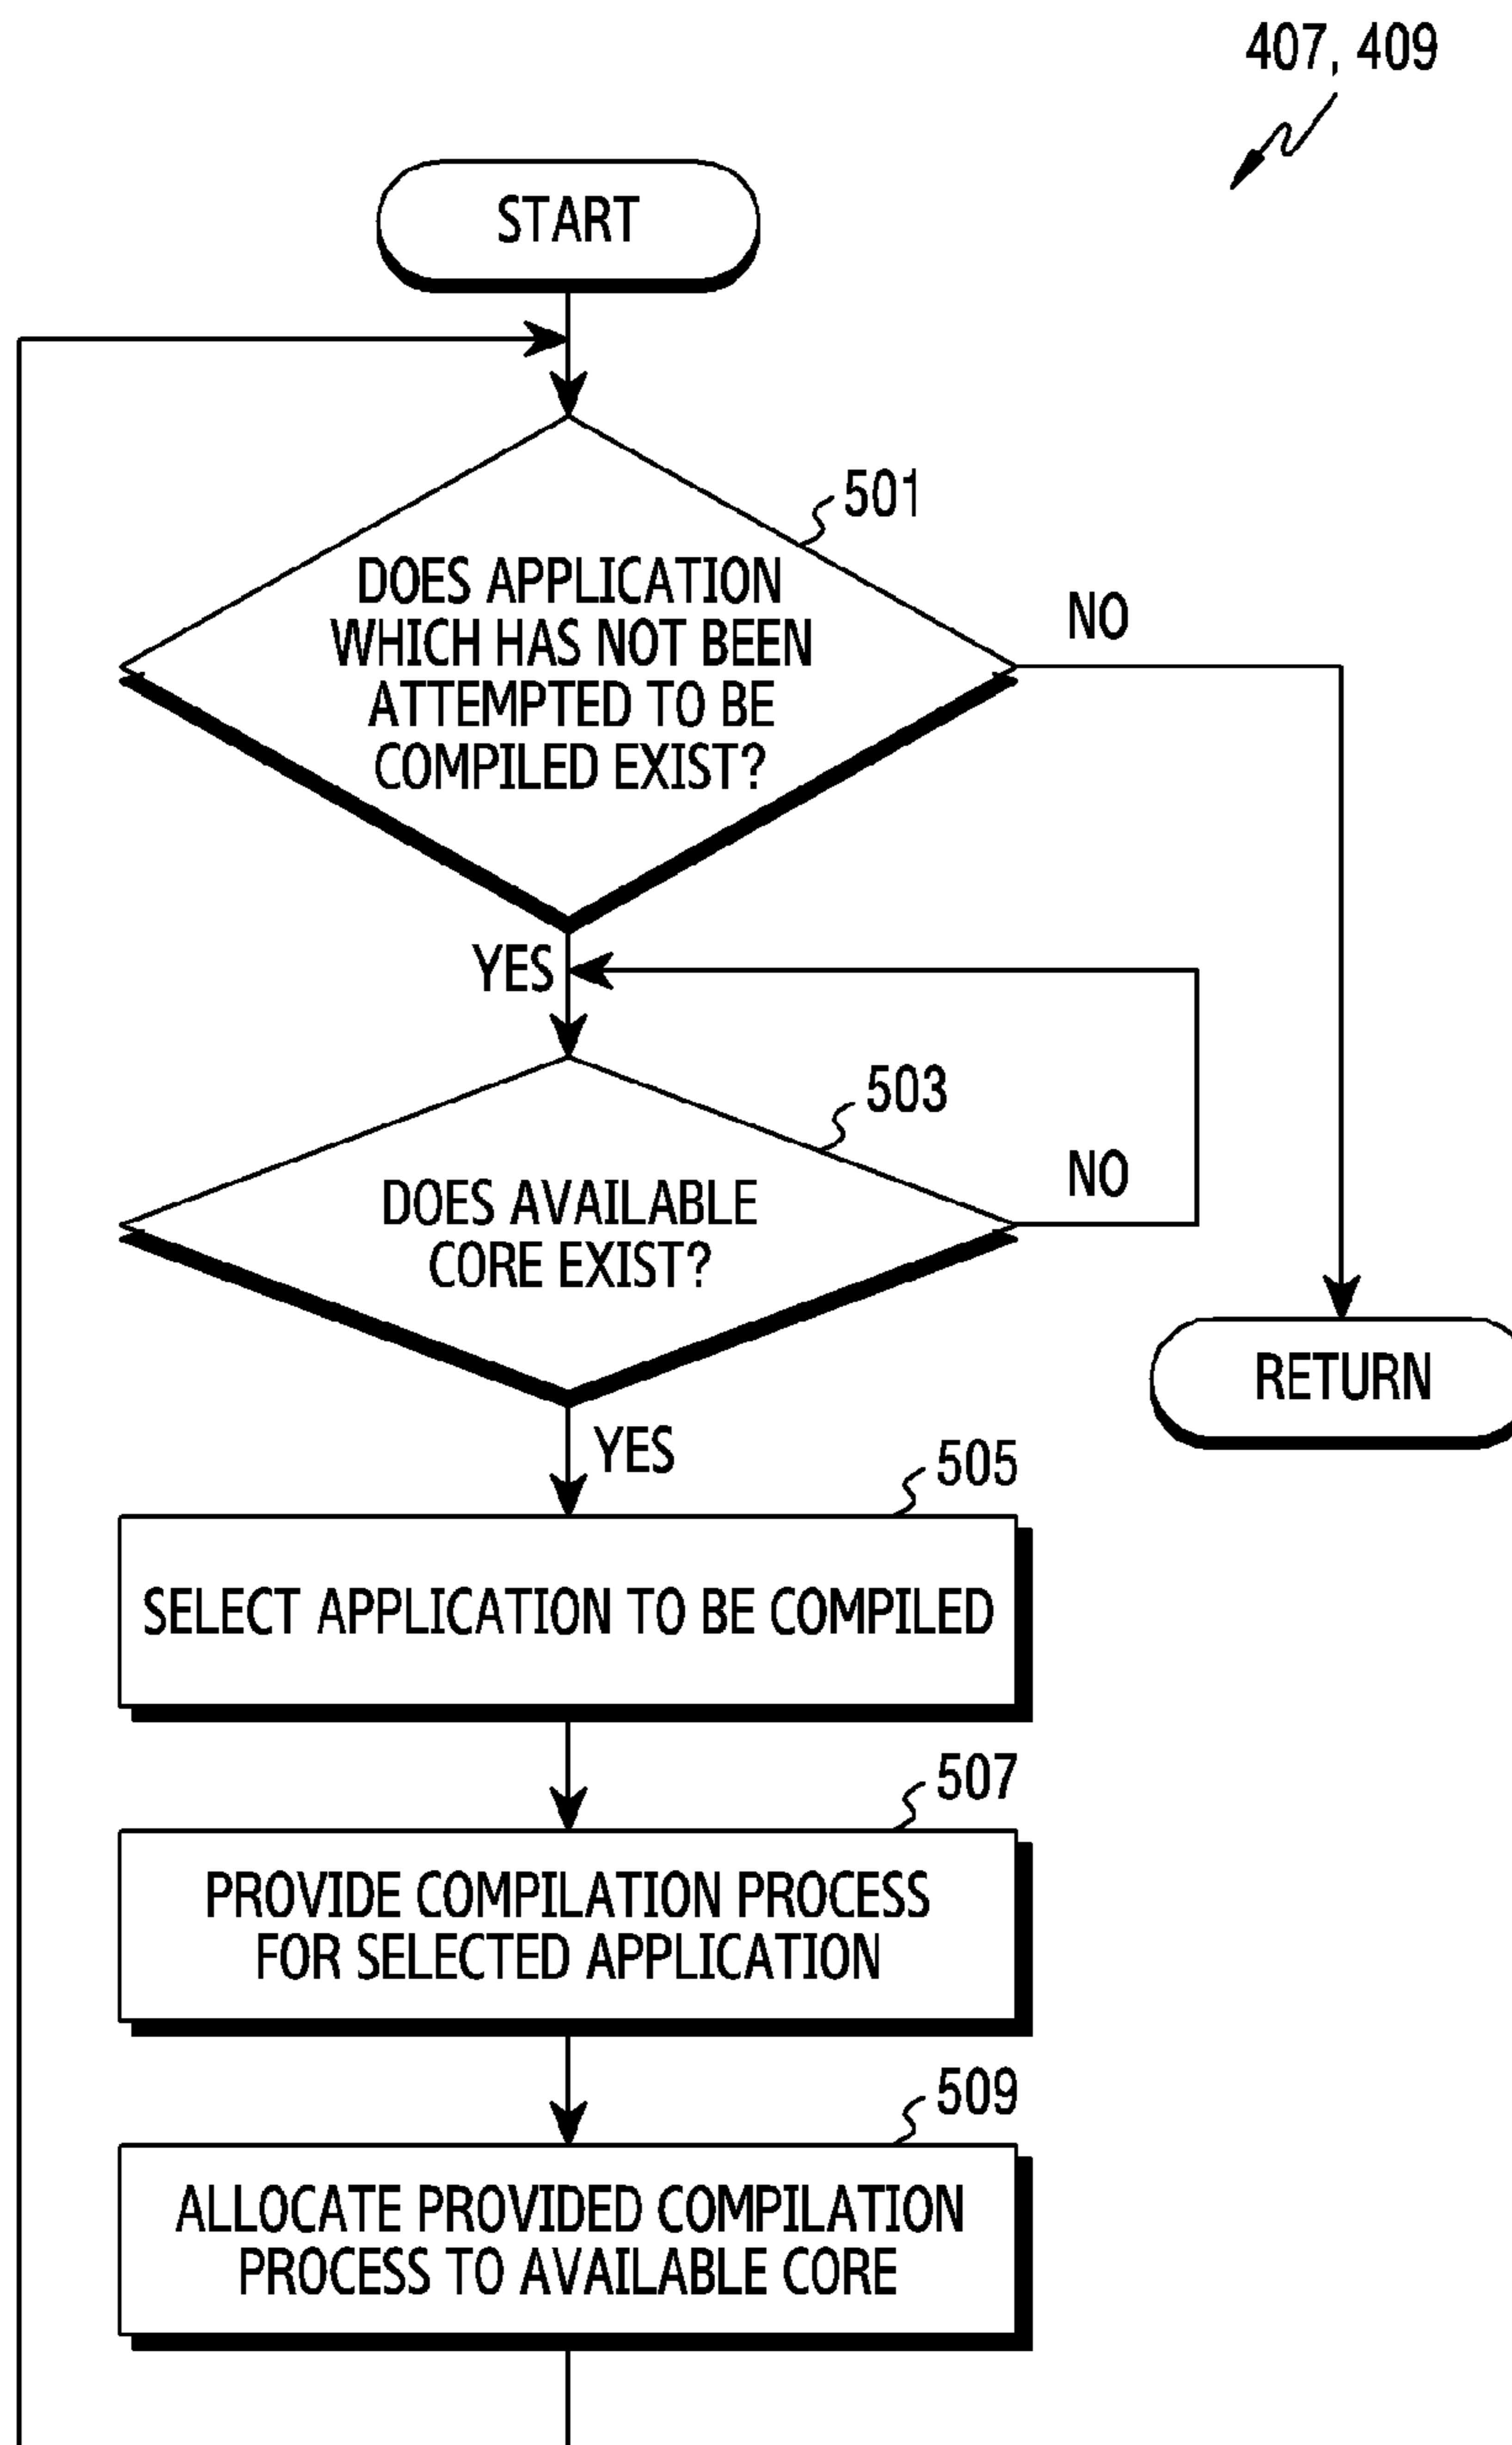 407, 409
START
501
DOES APPLICATION
WHICH HAS NOT BEEN
ATTEMPTED TO BE
COMPILED EXIST?
NO
YES
503
DOES AVAILABLE
CORE EXIST?
NO
RETURN
YES
505
SELECT APPLICATION TO BE COMPILED
507
PROVIDE COMPILATION PROCESS
FOR SELECTED APPLICATION
509
ALLOCATE PROVIDED COMPILATION
PROCESS TO AVAILABLE CORE